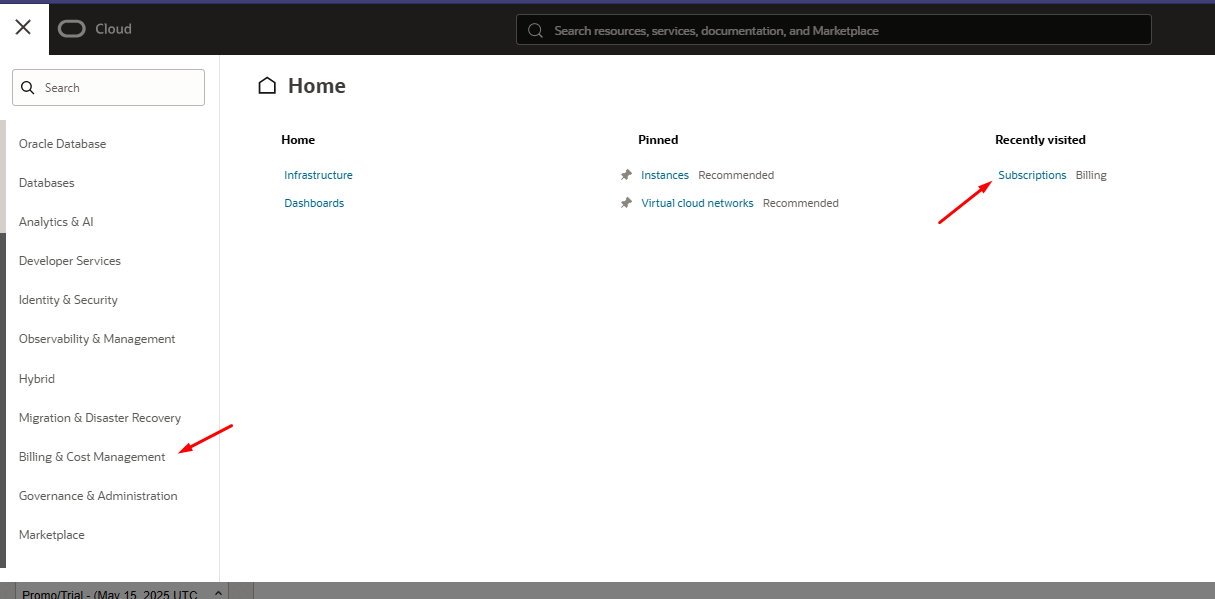 Cloud
Search resources, services, documentation, and Marketplace
Search
Oracle Database
Databases
Analytics & AI
Developer Services
Identity & Security
Observability & Management
Hybrid
Migration & Disaster Recovery
Billing & Cost Management
Governance & Administration
Marketplace
Home
Home
Infrastructure
Dashboards
Pinned
Instances Recommended
Virtual cloud networks Recommended
Recently visited
Subscriptions Billing
Promo/Trial - (May 15, 2025 UTC